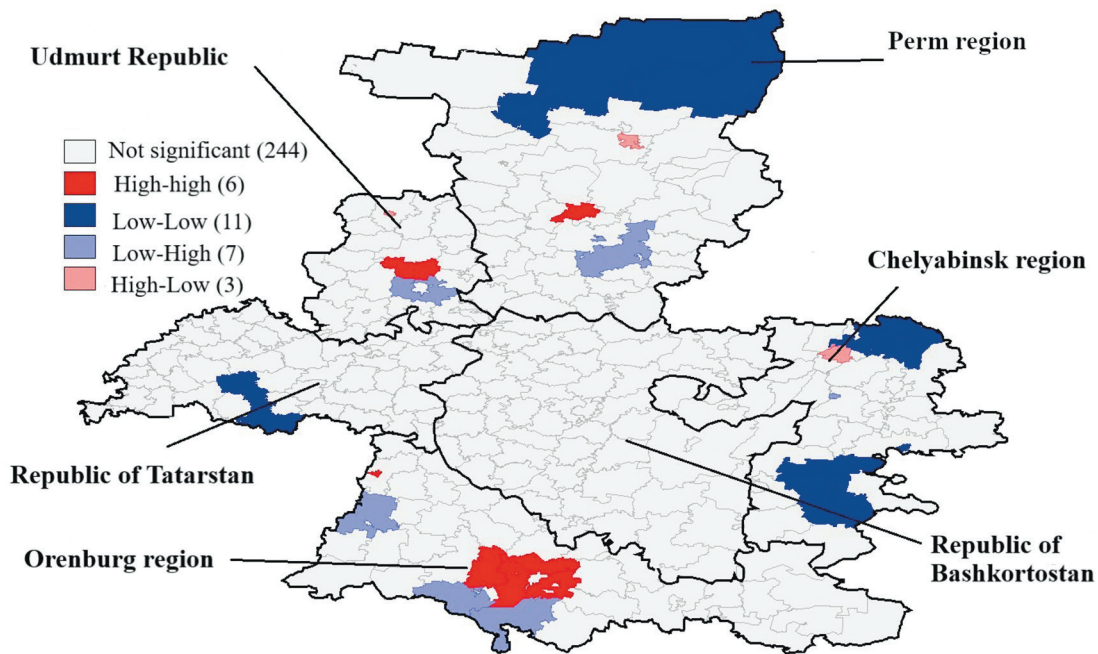 Udmurt Republic
Perm region
Not significant (244)
High-high (6)
Low-Low (11)
Low-High (7)
High-Low (3)
Chelyabinsk region
Republic of Tatarstan
Orenburg region
Republic of
Bashkortostan